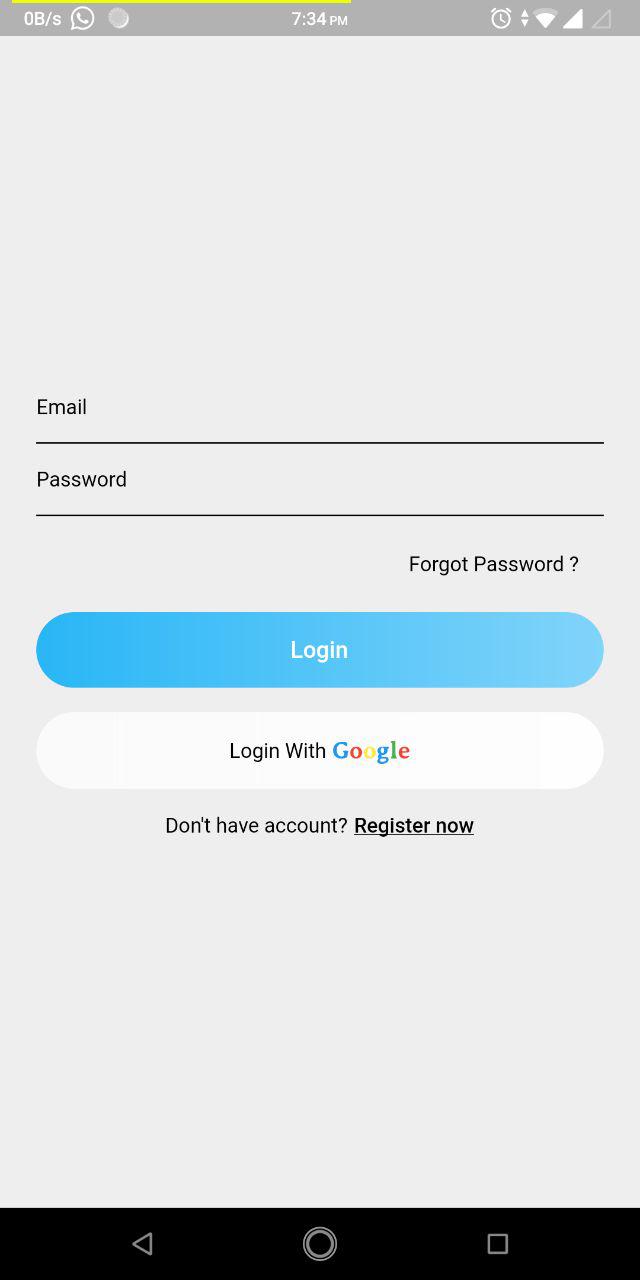 0B/s 7:34 PM
Email
Password
Forgot Password ?
Login
Login With Google
Don't have account? Register now